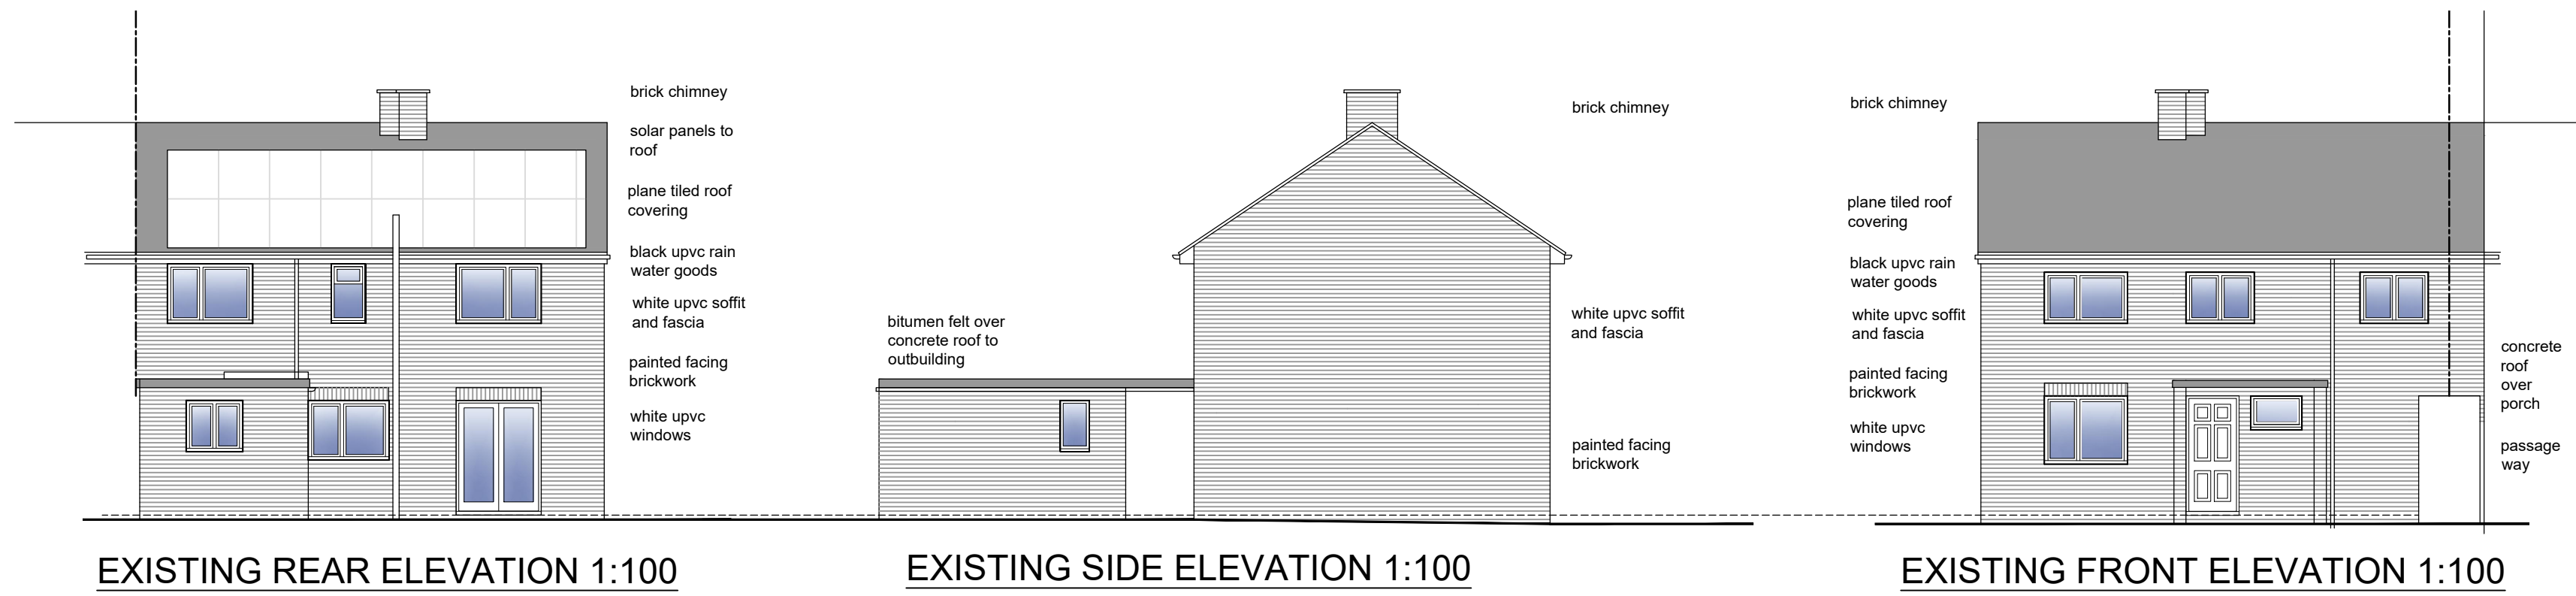 brick chimney
solar panels to
roof
plane tiled roof
covering
black upvc rain
water goods
white upvc soffit
and fascia
painted facing
brickwork
white upvc
windows
EXISTING REAR ELEVATION 1:100
bitumen felt over
concrete roof to
outbuilding
brick chimney
white upvc soffit
and fascia
painted facing
brickwork
EXISTING SIDE ELEVATION 1:100
brick chimney
plane tiled roof
covering
black upvc rain
water goods
white upvc soffit
and fascia
painted facing
brickwork
white upvc
windows
concrete
roof
over
porch
passage
way
EXISTING FRONT ELEVATION 1:100